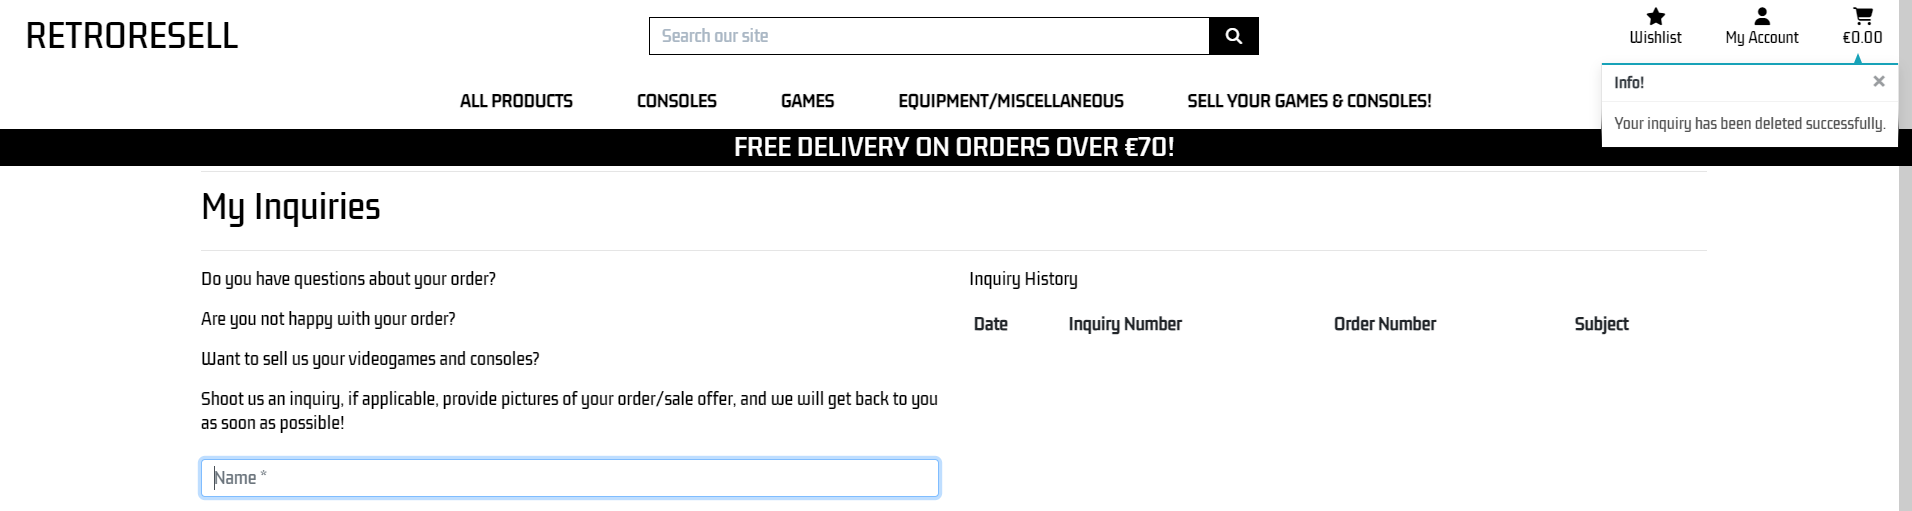 RETRORESELL
Search our site
Wishlist
My Account
€0.00
ALL PRODUCTS
CONSOLES
GAMES
EQUIPMENT/MISCELLANEOUS
SELL YOUR GAMES & CONSOLES!
Info!
×
Your inquiry has been deleted successfully.
FREE DELIVERY ON ORDERS OVER €70!
My Inquiries
Do you have questions about your order?
Are you not happy with your order?
Want to sell us your videogames and consoles?
Shoot us an inquiry, if applicable, provide pictures of your order/sale offer, and we will get back to you
as soon as possible!
Name *
Inquiry History
Date Inquiry Number Order Number Subject